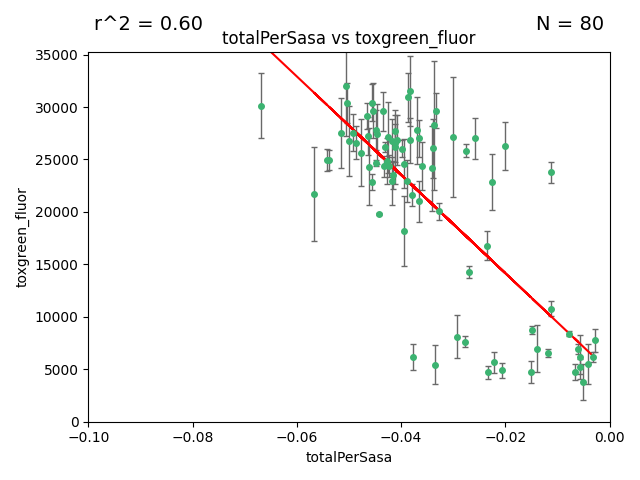 r^2 = 0.60
N = 80
totalPerSasa vs toxgreen_fluor
35000
30000
25000
20000
15000
10000
5000
0
toxgreen_fluor
−0.10
−0.08
−0.06
−0.04
−0.02
0.00
totalPerSasa